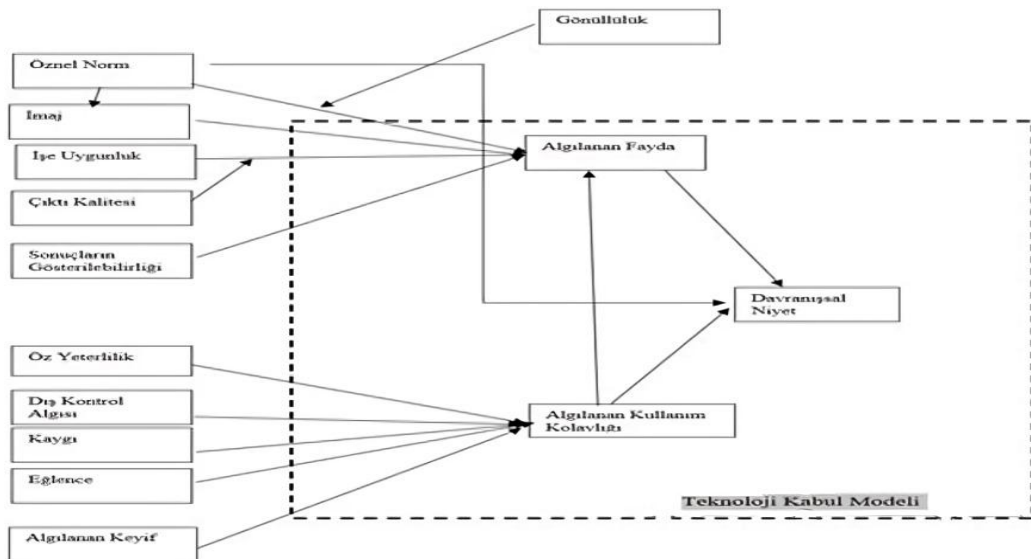 Gönüllülük
Öznel Norm
İmaj
İşe Uygunluk
Çıktı Kalitesi
Sonuçların
Gösterilebilirliği
Algılanan Fayda
Davranışsal
Niyet
Öz Yeterlilik
Dış Kontrol
Algısı
Kaygı
Eğlence
Algılanan Keyif
Algılanan Kullanım
Kolaylığı
Teknoloji Kabul Modeli